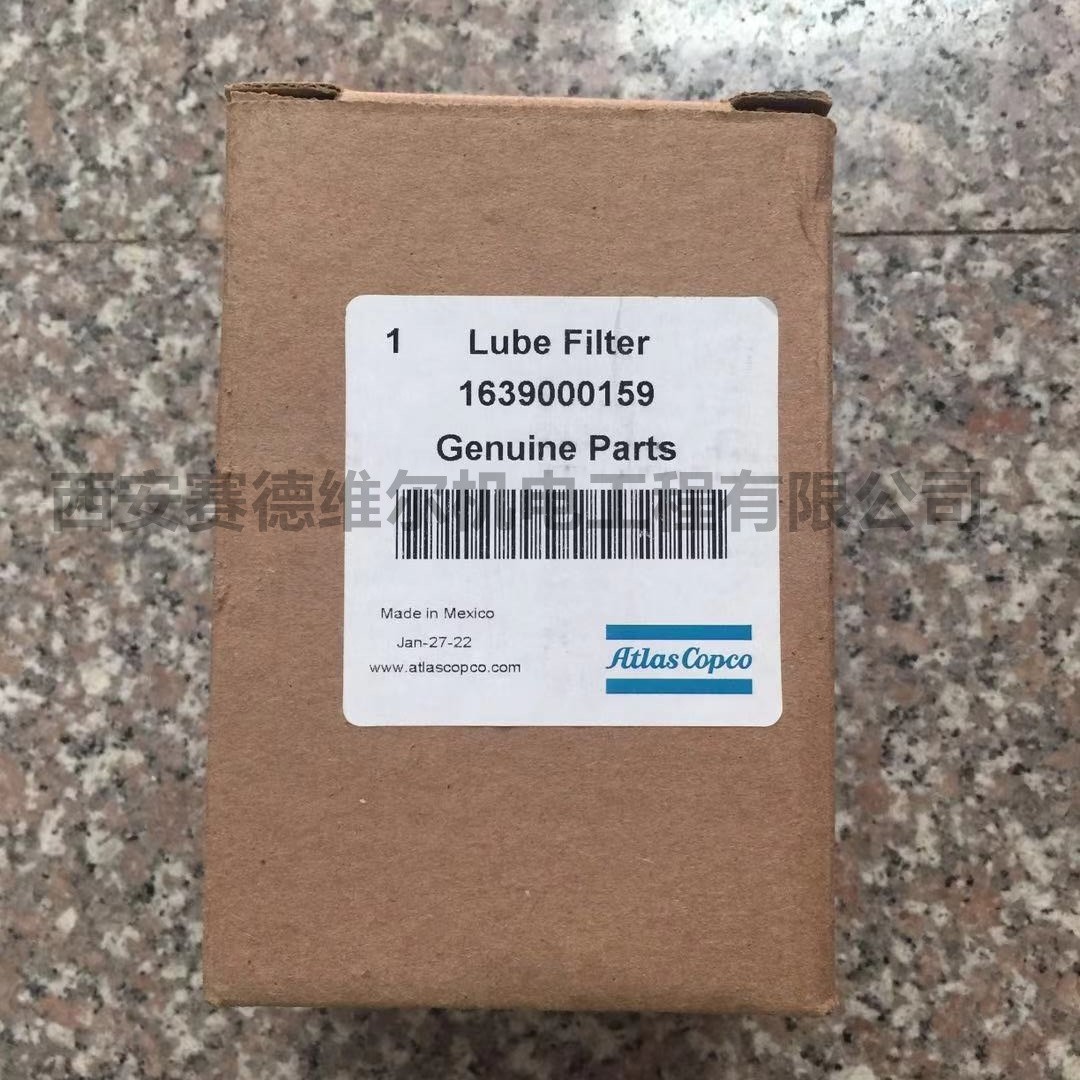 1 Lube Filter
1639000159
Genuine Parts
西安赛德维尔机电工程有限公司
Made in Mexico
Jan-27-22
www.atlascopco.com
Atlas Copco